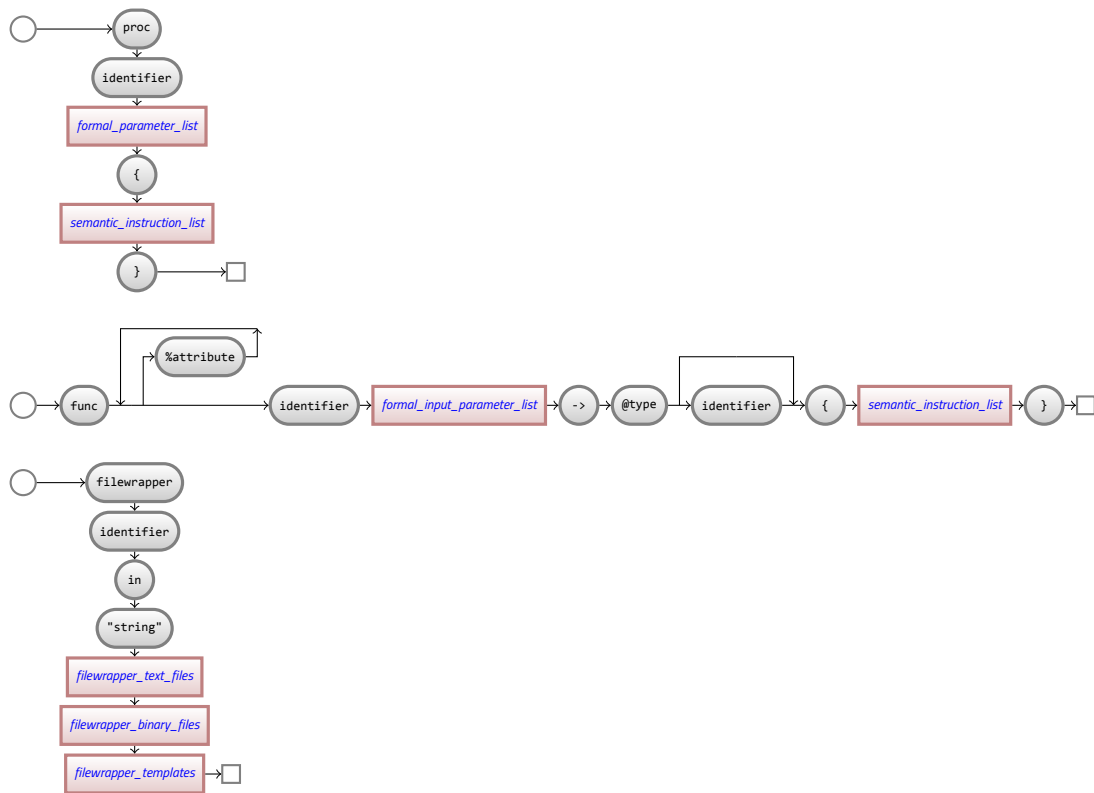 proc
identifier
formal_parameter_list
{
semantic_instruction_list
}
%attribute
func identifier formal_input_parameter_list -> @type identifier { semantic_instruction_list }
filewrapper
identifier
in
"string"
filewrapper_text_files
filewrapper_binary_files
filewrapper_templates